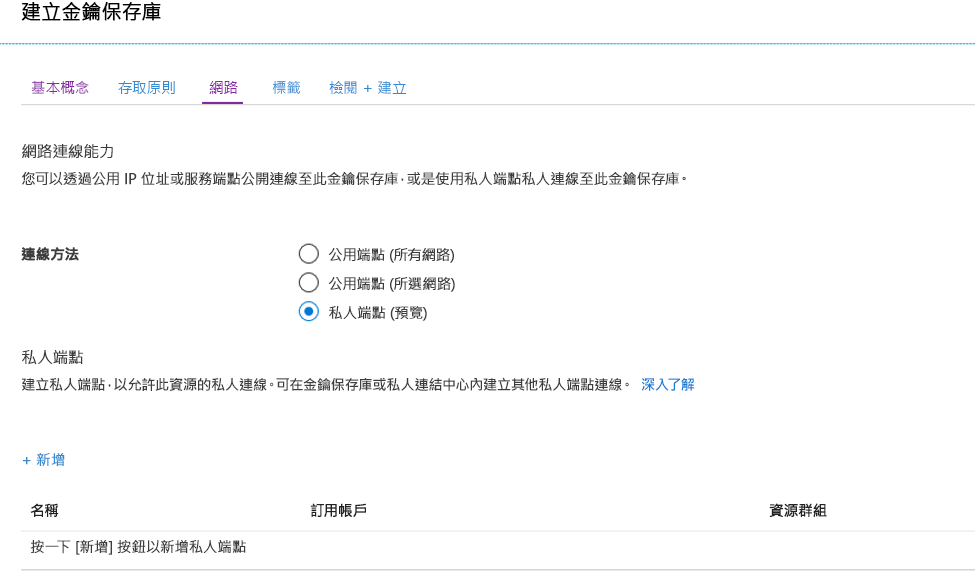 建立金鑰保存庫
基本概念 存取原則 網路 標籤 檢閱 + 建立
網路連線能力
您可以透過公用 IP 位址或服務端點公開連線至此金鑰保存庫，或是使用私人端點私人連線至此金鑰保存庫。
連線方法
公用端點 (所有網路)
公用端點 (所選網路)
私人端點 (預覽)
私人端點
建立私人端點，以允許此資源的私人連線。可在金鑰保存庫或私人連結中心內建立其他私人端點連線。 深入了解
+ 新增
名稱 訂用帳戶 資源群組
按一下 [新增] 按鈕以新增私人端點